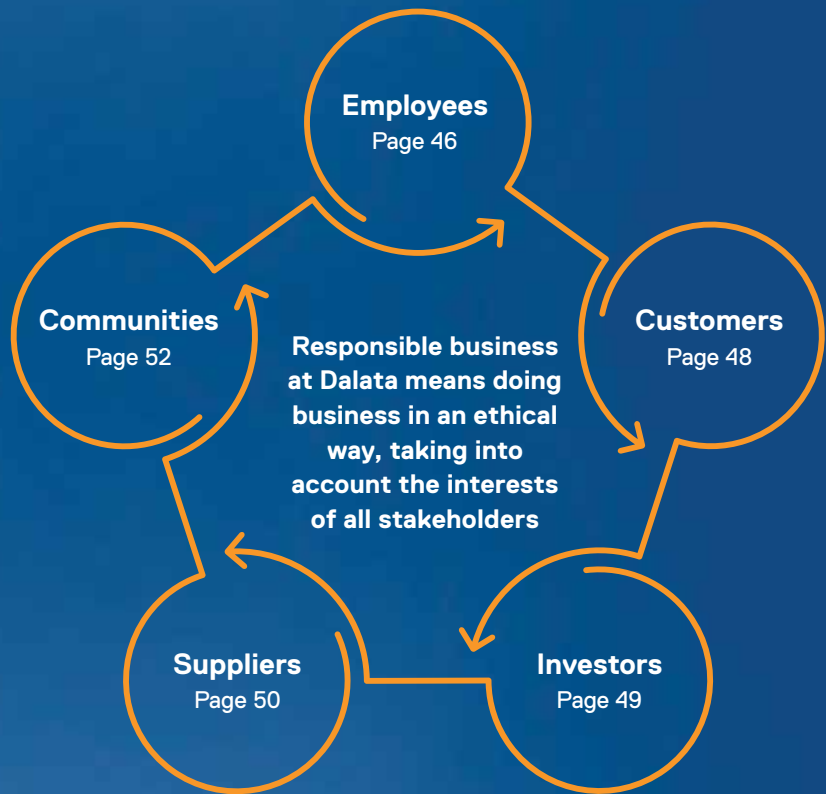 Employees
Page 46
Communities
Page 52
Responsible business
at Dalata means doing
business in an ethical
way, taking into
account the interests
of all stakeholders
Customers
Page 48
Suppliers
Page 50
Investors
Page 49